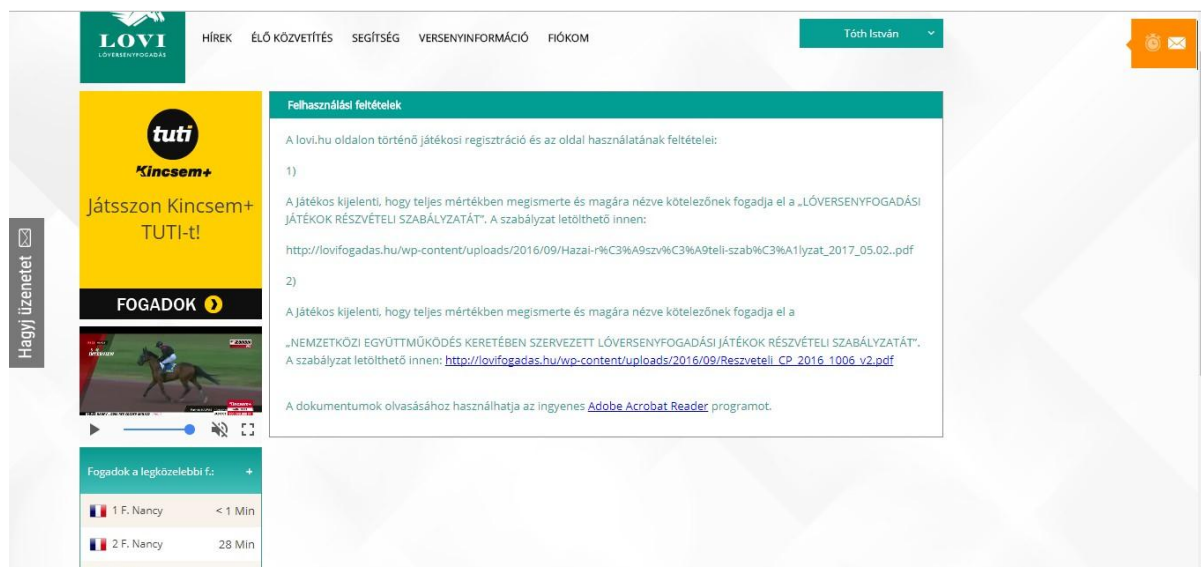 LOVI
LÓVERSENYFOGADÁS
HÍREK ÉLŐ KÖZVETÍTÉS SEGÍTSÉG VERSENYINFORMÁCIÓ FIÓKOM
Tóth István
Hagyj üzenetet
tuti
Kincsem+
Játsszon Kincsem+
TUTI-t!
FOGADOK
Felhasználási feltételek
A lovi.hu oldalon történő játékosi regisztráció és az oldal használatának feltételei:
1)
A Játékos kijelenti, hogy teljes mértékben megismerte és magára nézve kötelezőnek fogadja el a „LÓVERSENYFOGADÁSI
JÁTÉKOK RÉSZVÉTELI SZABÁLYZATÁT”. A szabályzat letölthető innen:
http://lovifogadas.hu/wp-content/uploads/2016/09/Hazai-r%C3%A9szv%C3%A9teli-szab%C3%A1lyzat_2017_05.02..pdf
2)
A Játékos kijelenti, hogy teljes mértékben megismerte és magára nézve kötelezőnek fogadja el a
„NEMZETKÖZI EGYÜTTMŰKÖDÉS KERETÉBEN SZERVEZETT LÓVERSENYFOGADÁSI JÁTÉKOK RÉSZVÉTELI SZABÁLYZATÁT”.
A szabályzat letölthető innen: http://lovifogadas.hu/wp-content/uploads/2016/09/Reszveteli_CP_2016_1006_v2.pdf
A dokumentumok olvasásához használhatja az ingyenes Adobe Acrobat Reader programot.
Fogadok a legközelebbi f.: +
1 F. Nancy < 1 Min
2 F. Nancy 28 Min